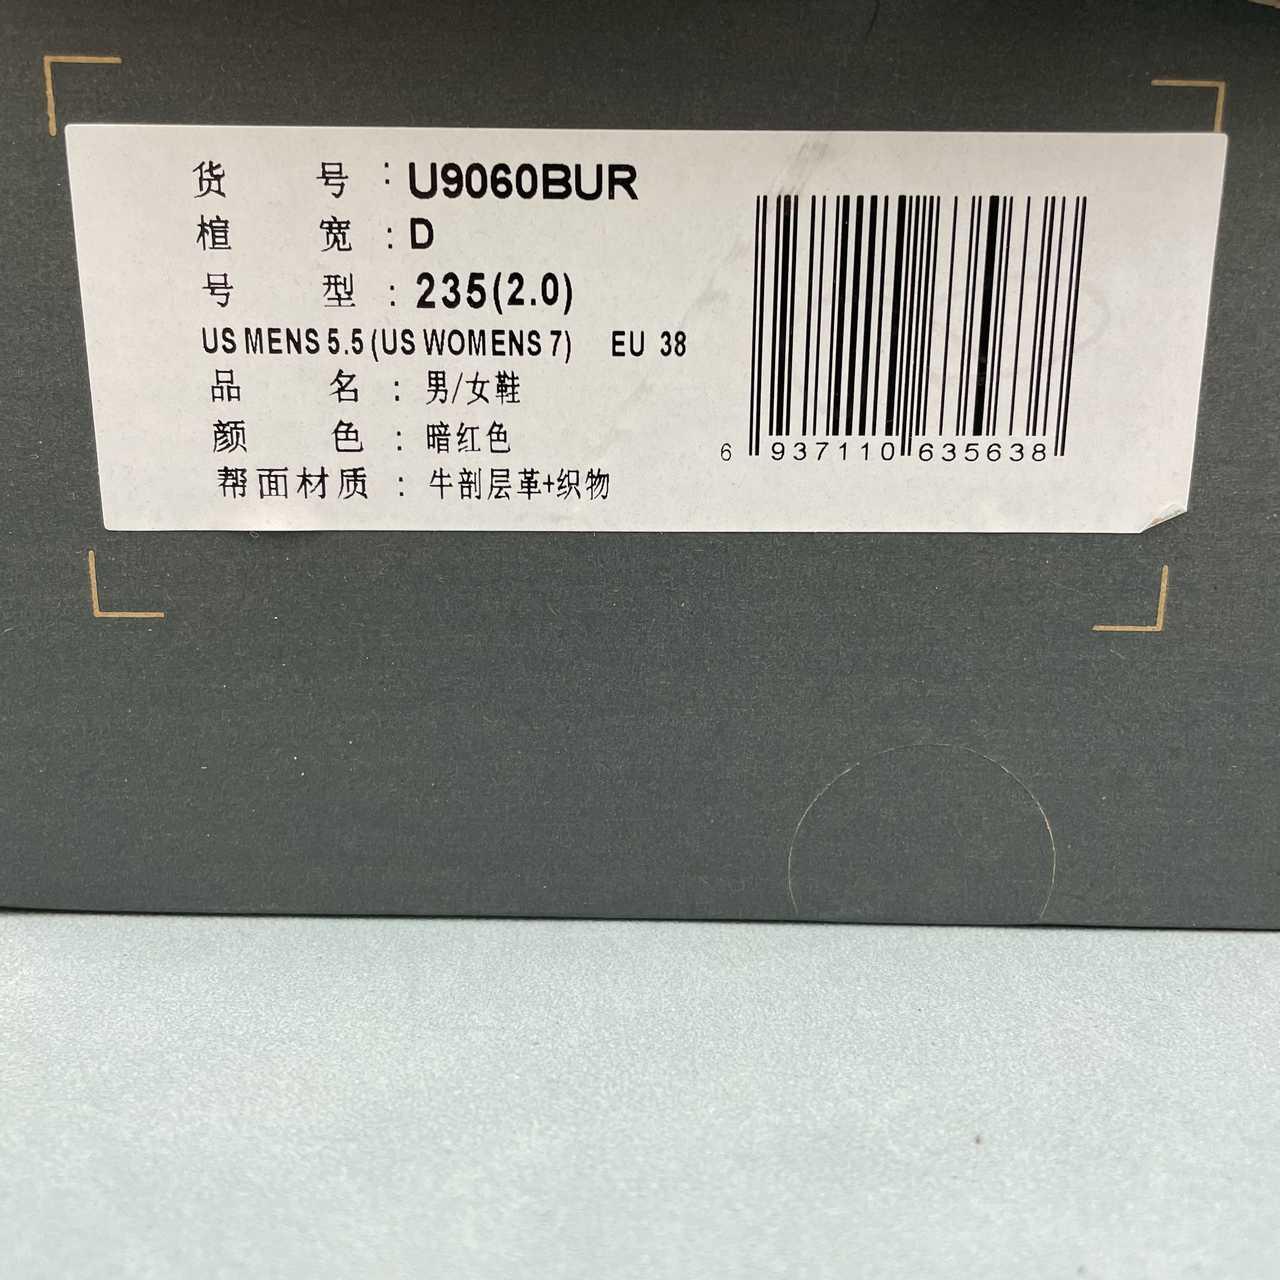 货 号 : U9060BUR
楦 宽 : D
号 型 : 235(2.0)
US MENS 5.5 (US WOMENS 7) EU 38
品 名 : 男/女鞋
颜 色 : 暗红色
帮面材质 : 牛剖层革+织物
6 937110 635638